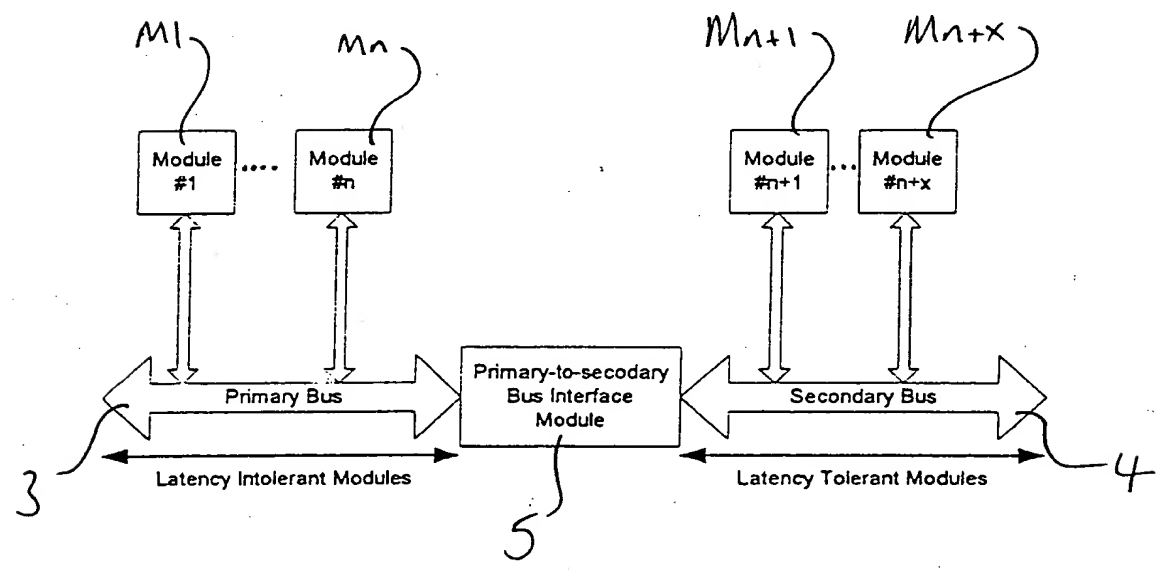 M1
Mn
Mn+1
Mn+x
Module
#1
....
Module
#n
Module
#n+1
...
Module
#n+x
Primary Bus
Primary-to-secodary
Bus Interface
Module
Secondary Bus
3
Latency Intolerant Modules
5
Latency Tolerant Modules
4